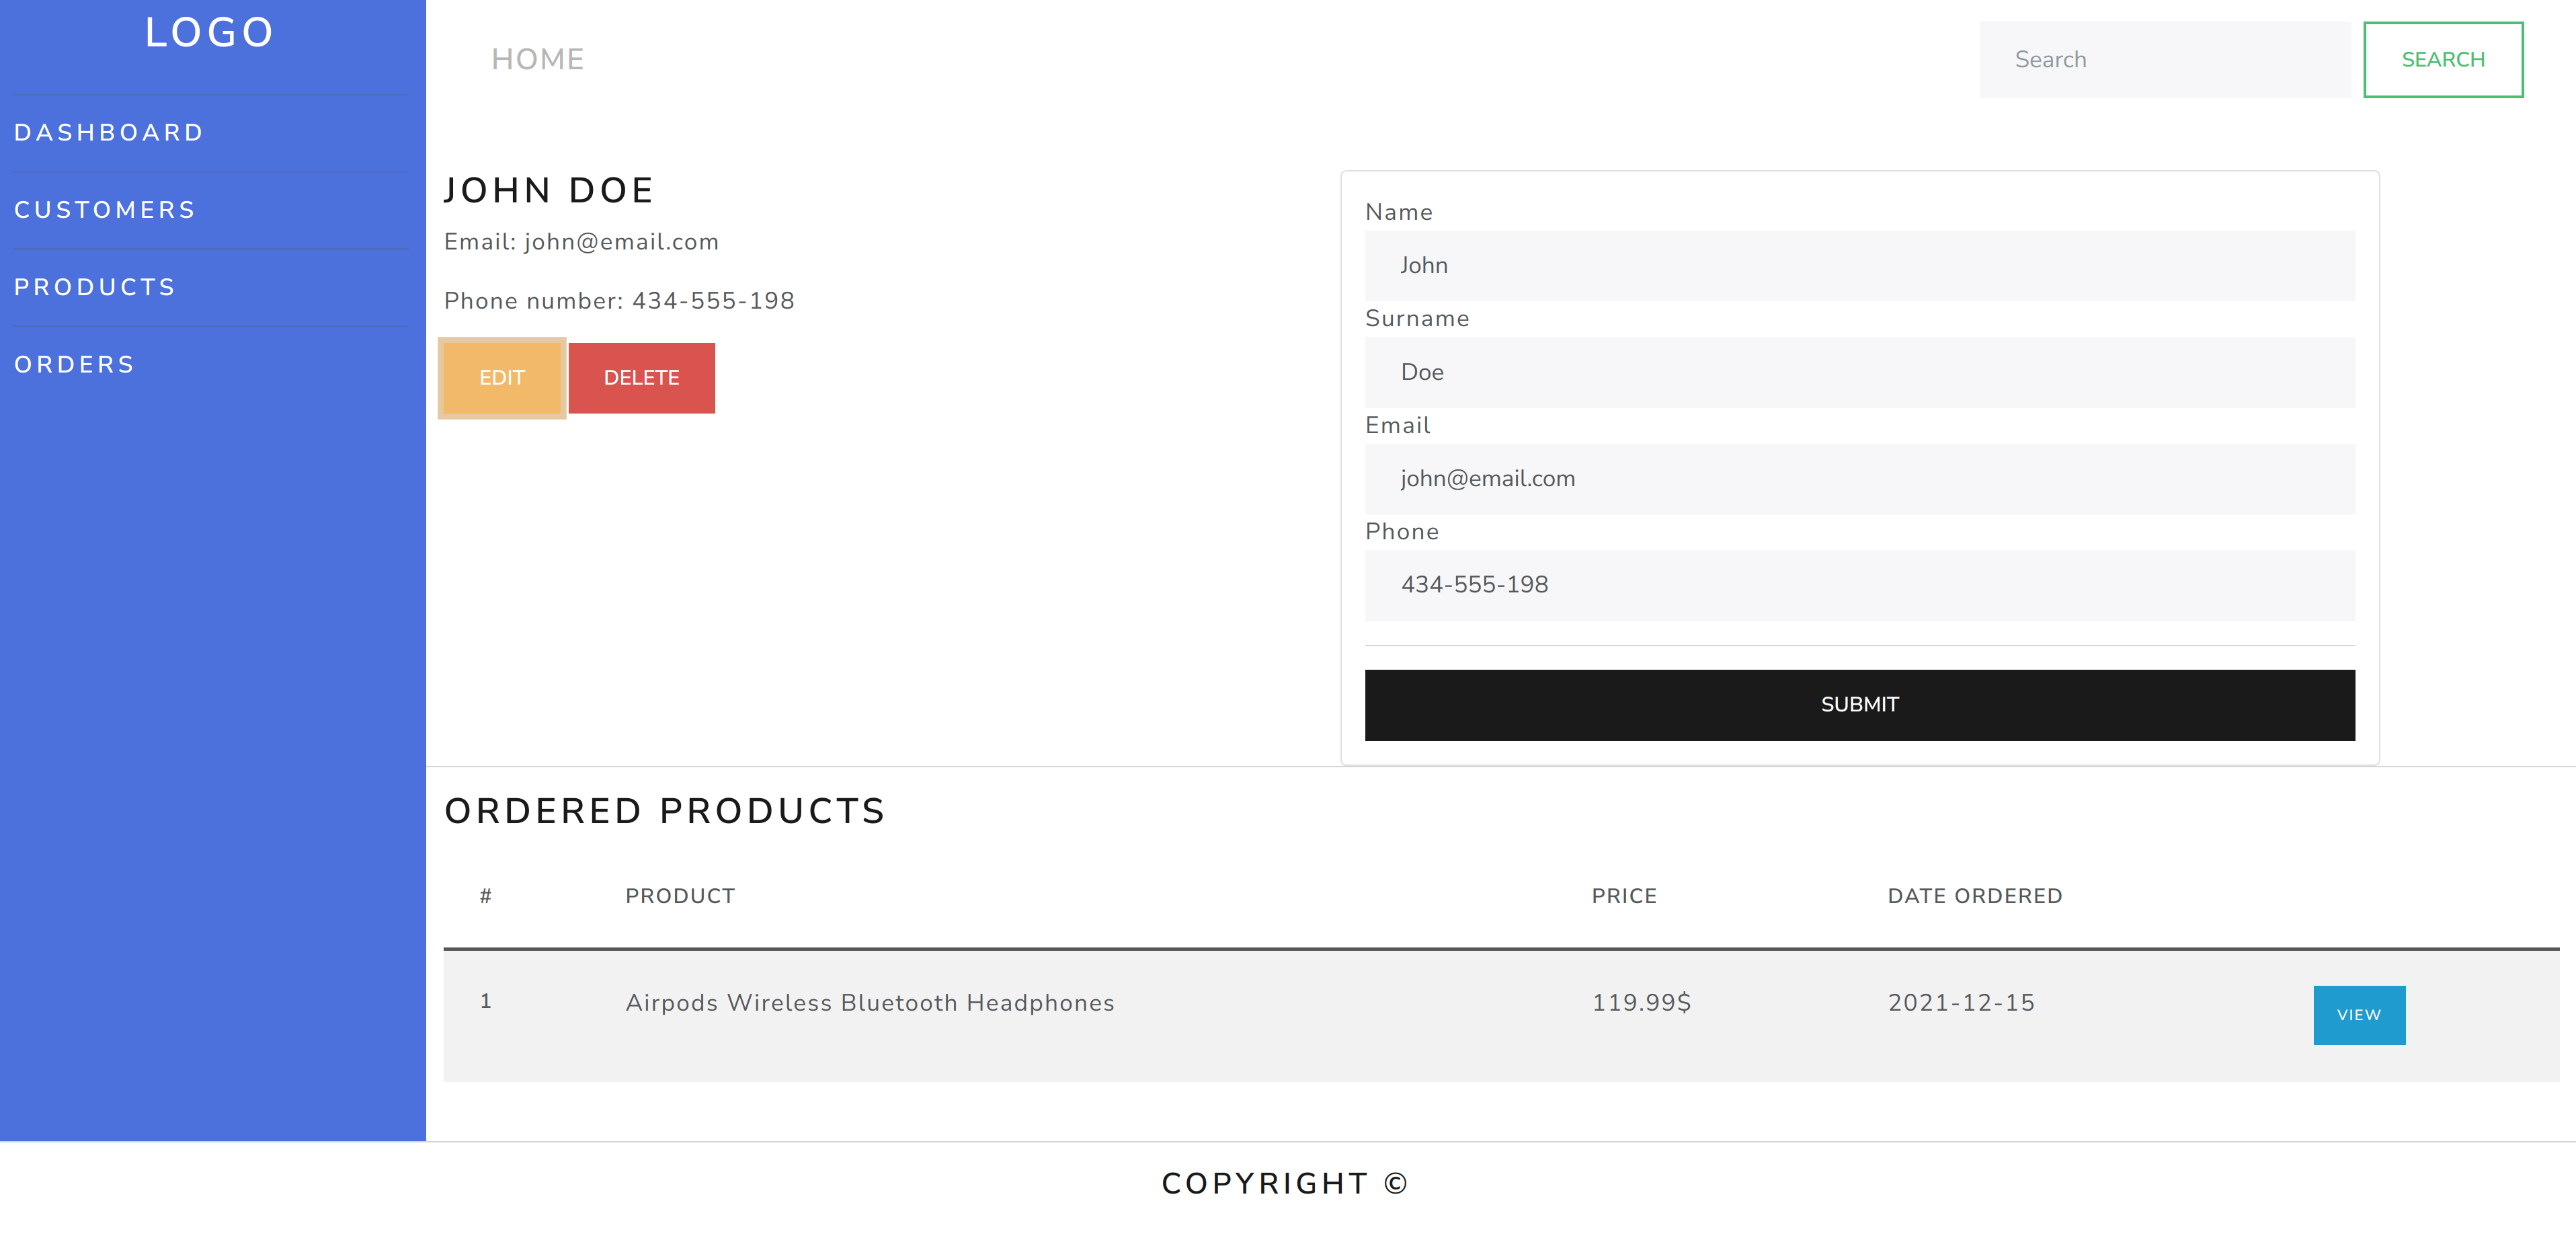 LOGO
DASHBOARD
CUSTOMERS
PRODUCTS
ORDERS
HOME
Search
SEARCH
JOHN DOE
Email: john@email.com
Phone number: 434-555-198
EDIT
DELETE
Name
John
Surname
Doe
Email
john@email.com
Phone
434-555-198
SUBMIT
ORDERED PRODUCTS
# PRODUCT PRICE DATE ORDERED
1 Airpods Wireless Bluetooth Headphones 119.99$ 2021-12-15 VIEW
COPYRIGHT ©